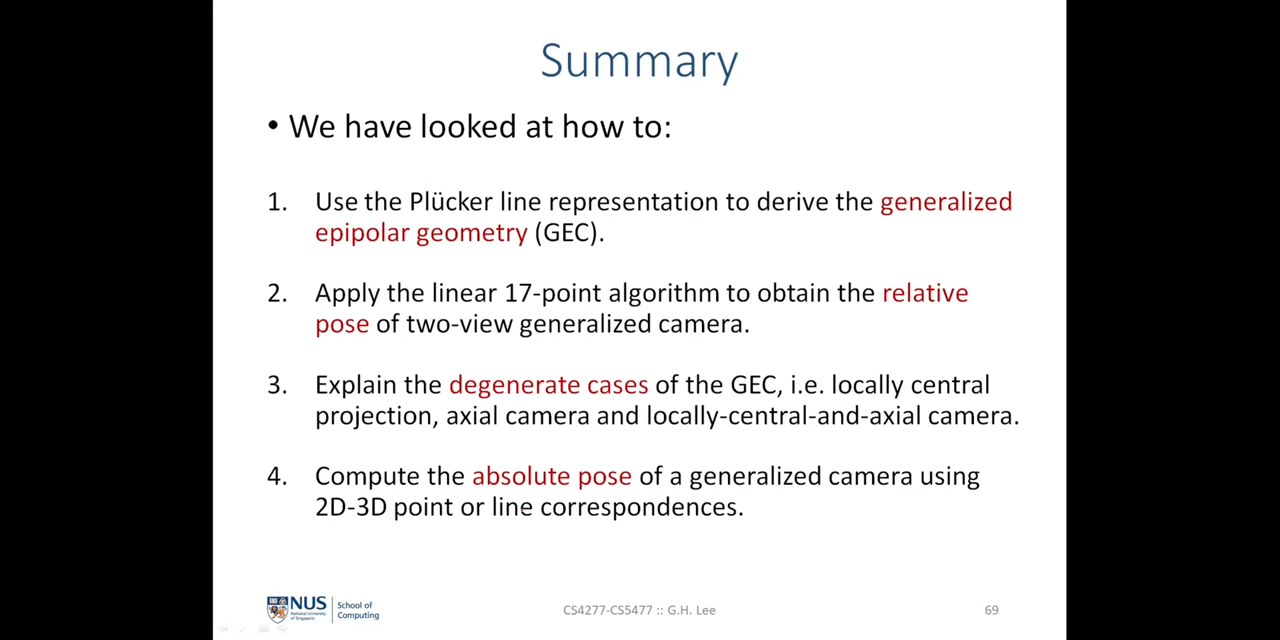 Summary
• We have looked at how to:
1. Use the Plücker line representation to derive the generalized
epipolar geometry (GEC).
2. Apply the linear 17-point algorithm to obtain the relative
pose of two-view generalized camera.
3. Explain the degenerate cases of the GEC, i.e. locally central
projection, axial camera and locally-central-and-axial camera.
4. Compute the absolute pose of a generalized camera using
2D-3D point or line correspondences.
NUS
National University
of Singapore
School of
Computing
CS4277-CS5477 :: G.H. Lee
69